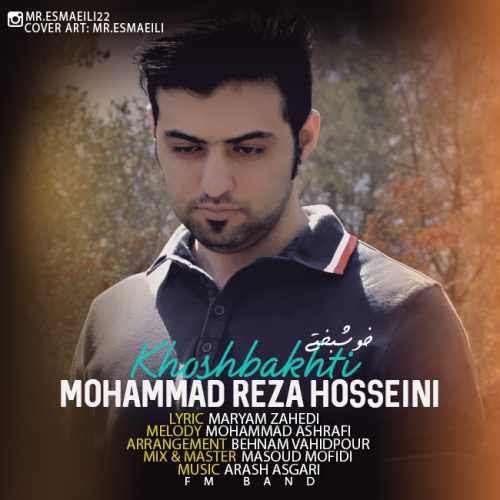 MR.ESMAEILI22
COVER ART: MR.ESMAEILI
خوشبختی
Khoshbakhti
MOHAMMAD REZA HOSSEINI
LYRIC MARYAM ZAHEDI
MELODY MOHAMMAD ASHRAFI
ARRANGEMENT BEHNAM VAHIDPOUR
MIX & MASTER MASOUD MOFIDI
MUSIC ARASH ASGARI
FM BAND